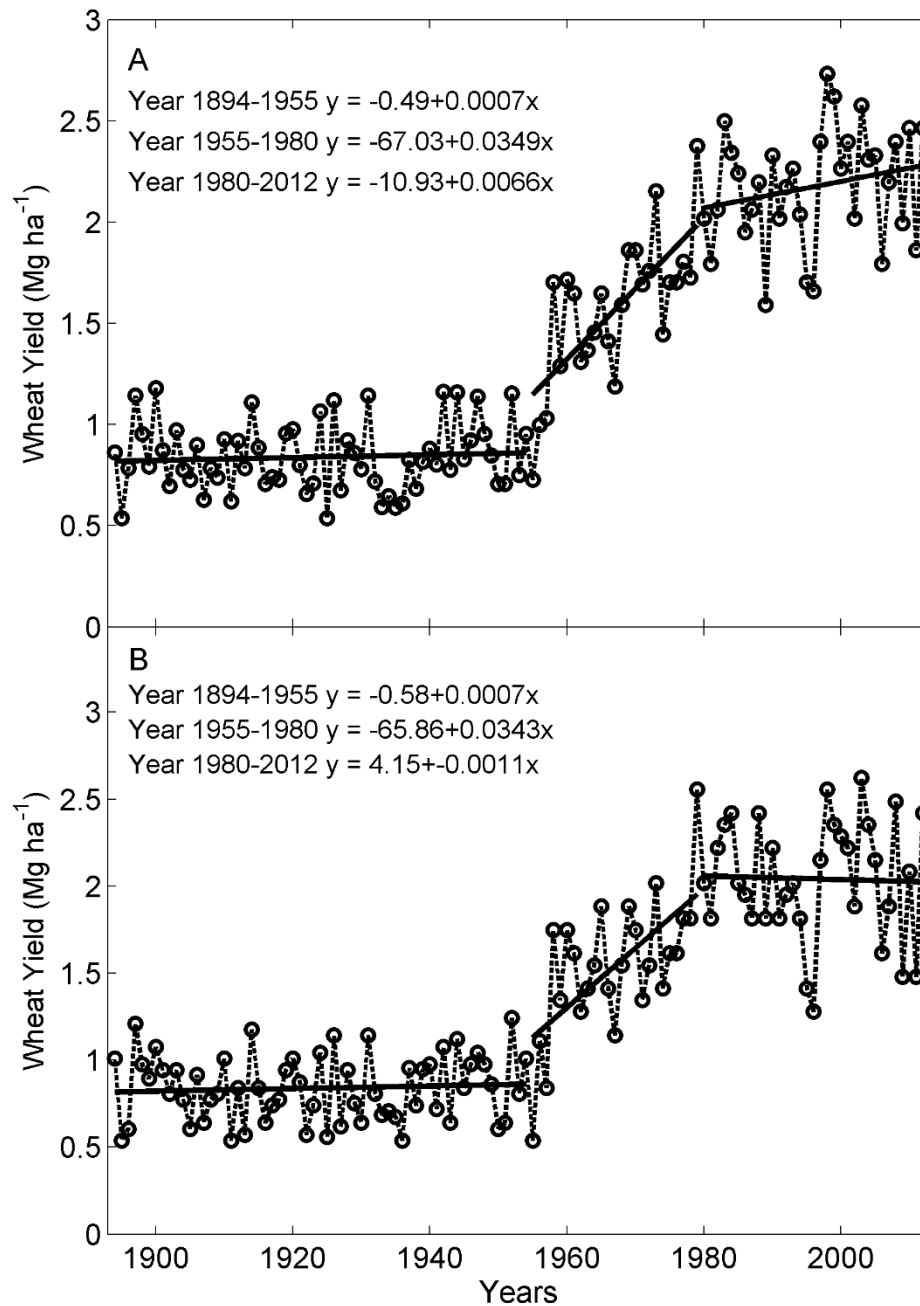 3
A
Year 1894-1955 y = -0.49+0.0007x
2.5
Year 1955-1980 y = -67.03+0.0349x
Year 1980-2012 y = -10.93+0.0066x
2
Wheat Yield (Mg ha⁻¹)
1.5
1
0.5
0
B
Year 1894-1955 y = -0.58+0.0007x
3
Year 1955-1980 y = -65.86+0.0343x
Year 1980-2012 y = 4.15+-0.0011x
2.5
Wheat Yield (Mg ha⁻¹)
2
1.5
1
0.5
0
1900 1920 1940 1960 1980 2000
Years